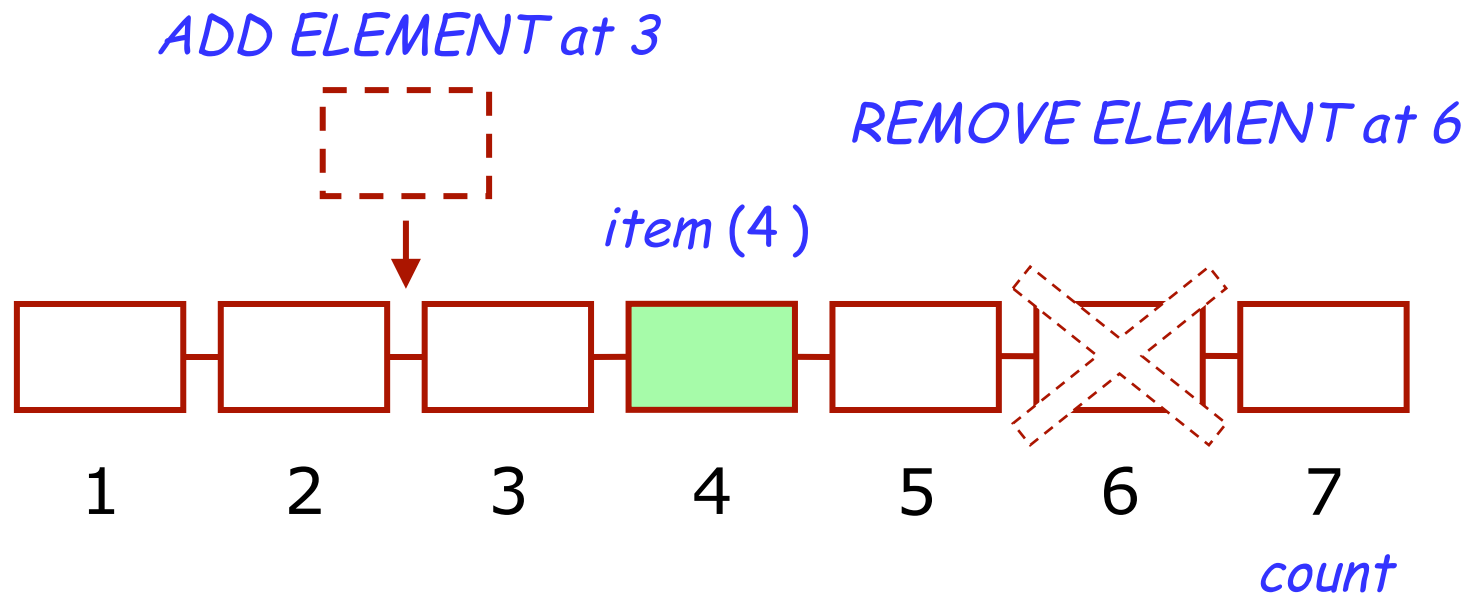 ADD ELEMENT at 3
REMOVE ELEMENT at 6
item (4 )
1 2 3 4 5 6 7
count